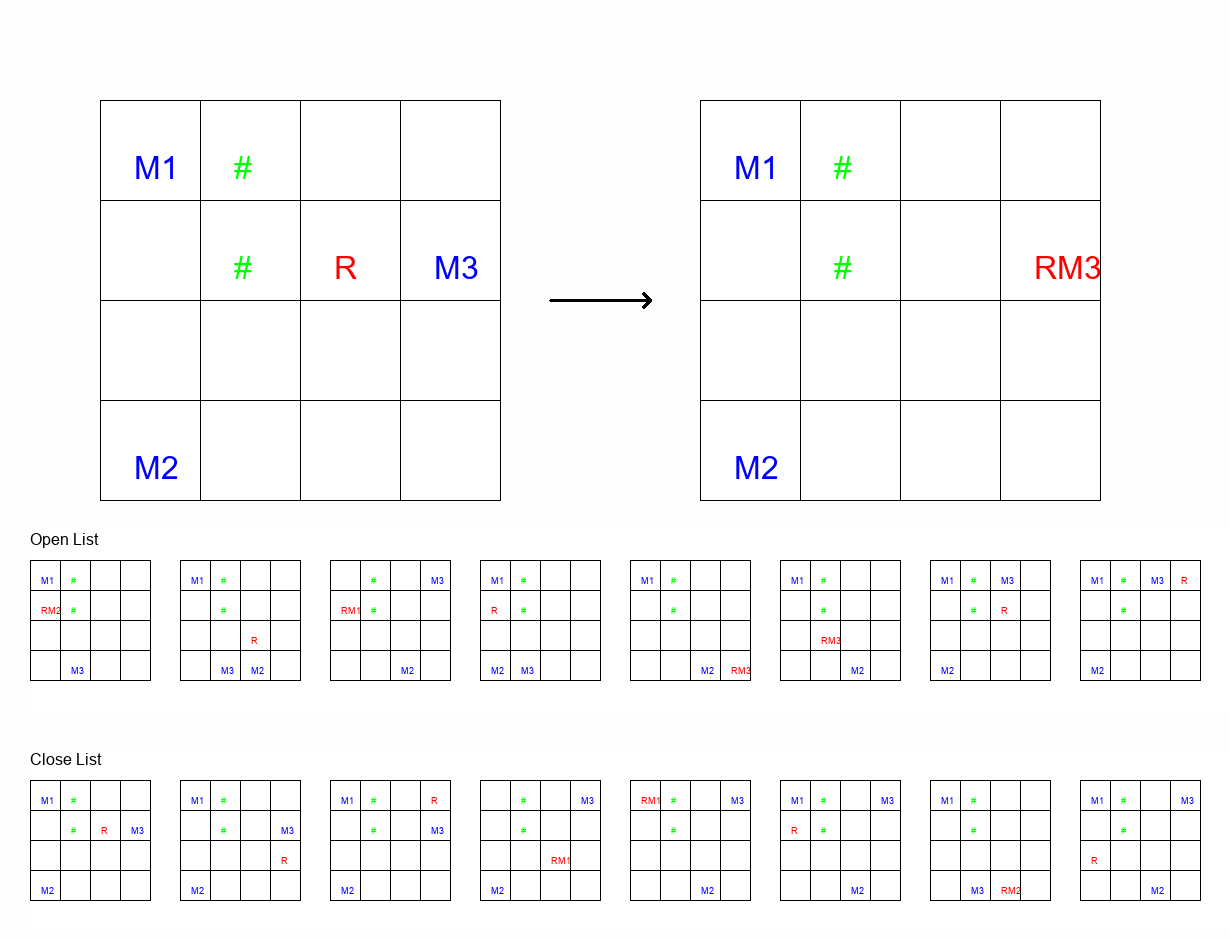 M1 # M1 #
# R M3 # RM3
M2 M2
Open List
M1 # M1 # # M3 M1 # M1 # M1 # M1 # M3 M1 # M3 R
RM2 # # RM1 # R # # # # R #
R RM3
M3 M3 M2 M2 M2 M3 M2 RM3 M2 M2 M2
Close List
M1 # M1 # M1 # R # M3 RM1 # M3 M1 # M3 M1 # M1 # M3
# R M3 # M3 # M3 # # R # # #
R RM1 R
M2 M2 M2 M2 M2 M2 M3 RM2 M2